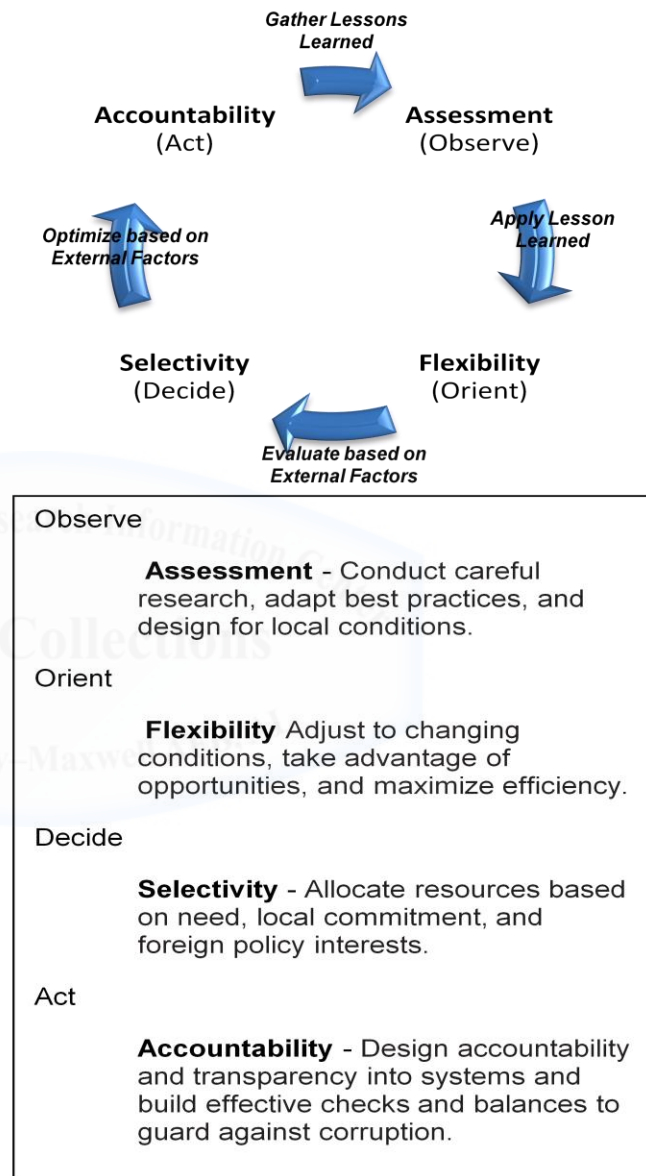 Gather Lessons
Learned
Accountability
(Act)
Assessment
(Observe)
Optimize based on
External Factors
Apply Lesson
Learned
Selectivity
(Decide)
Flexibility
(Orient)
Evaluate based on
External Factors
Observe
Assessment - Conduct careful
research, adapt best practices, and
design for local conditions.
Orient
Flexibility Adjust to changing
conditions, take advantage of
opportunities, and maximize efficiency.
Decide
Selectivity - Allocate resources based
on need, local commitment, and
foreign policy interests.
Act
Accountability - Design accountability
and transparency into systems and
build effective checks and balances to
guard against corruption.
Information
Collections
Maxwell